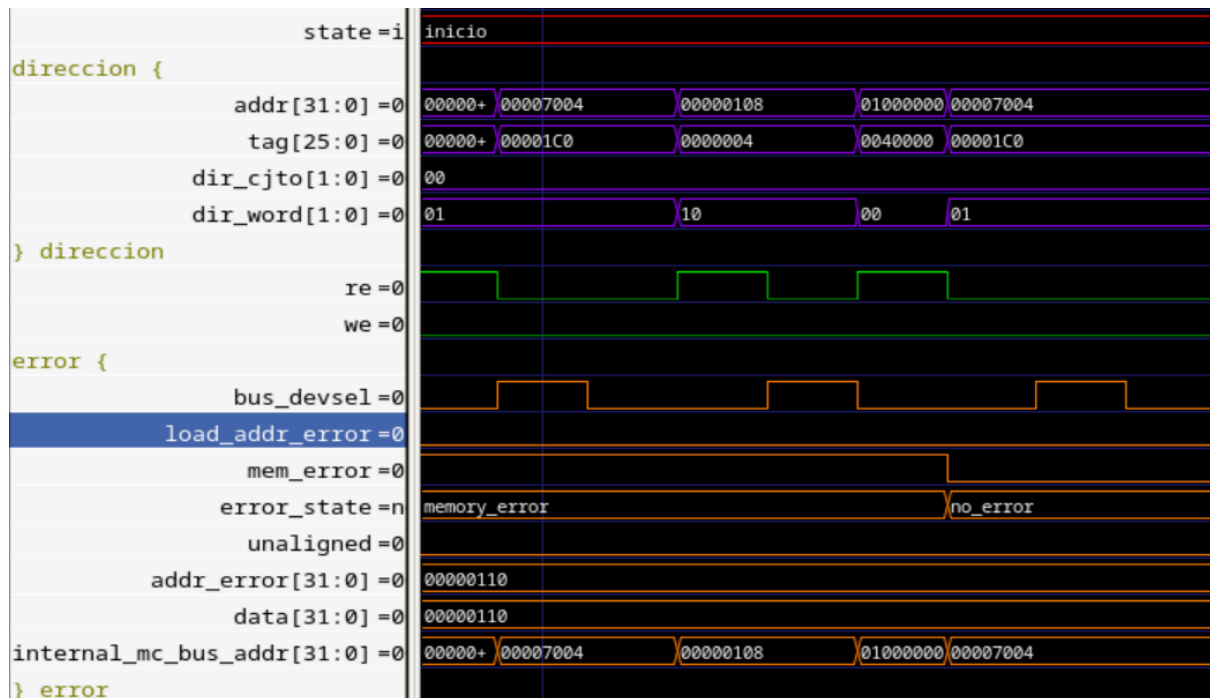 state =i inicio
direccion {
addr[31:0] =0 00000+ 00007004 00000108 01000000 00007004
tag[25:0] =0 00000+ 00001C0 0000004 0040000 00001C0
dir_cjto[1:0] =0 00
dir_word[1:0] =0 01 10 00 01
} direccion
re =0
we =0
error {
bus_devsel =0
load_addr_error =0
mem_error =0
error_state =n memory_error no_error
unaligned =0
addr_error[31:0] =0 00000110
data[31:0] =0 00000110
internal_mc_bus_addr[31:0] =0 00000+ 00007004 00000108 01000000 00007004
} error